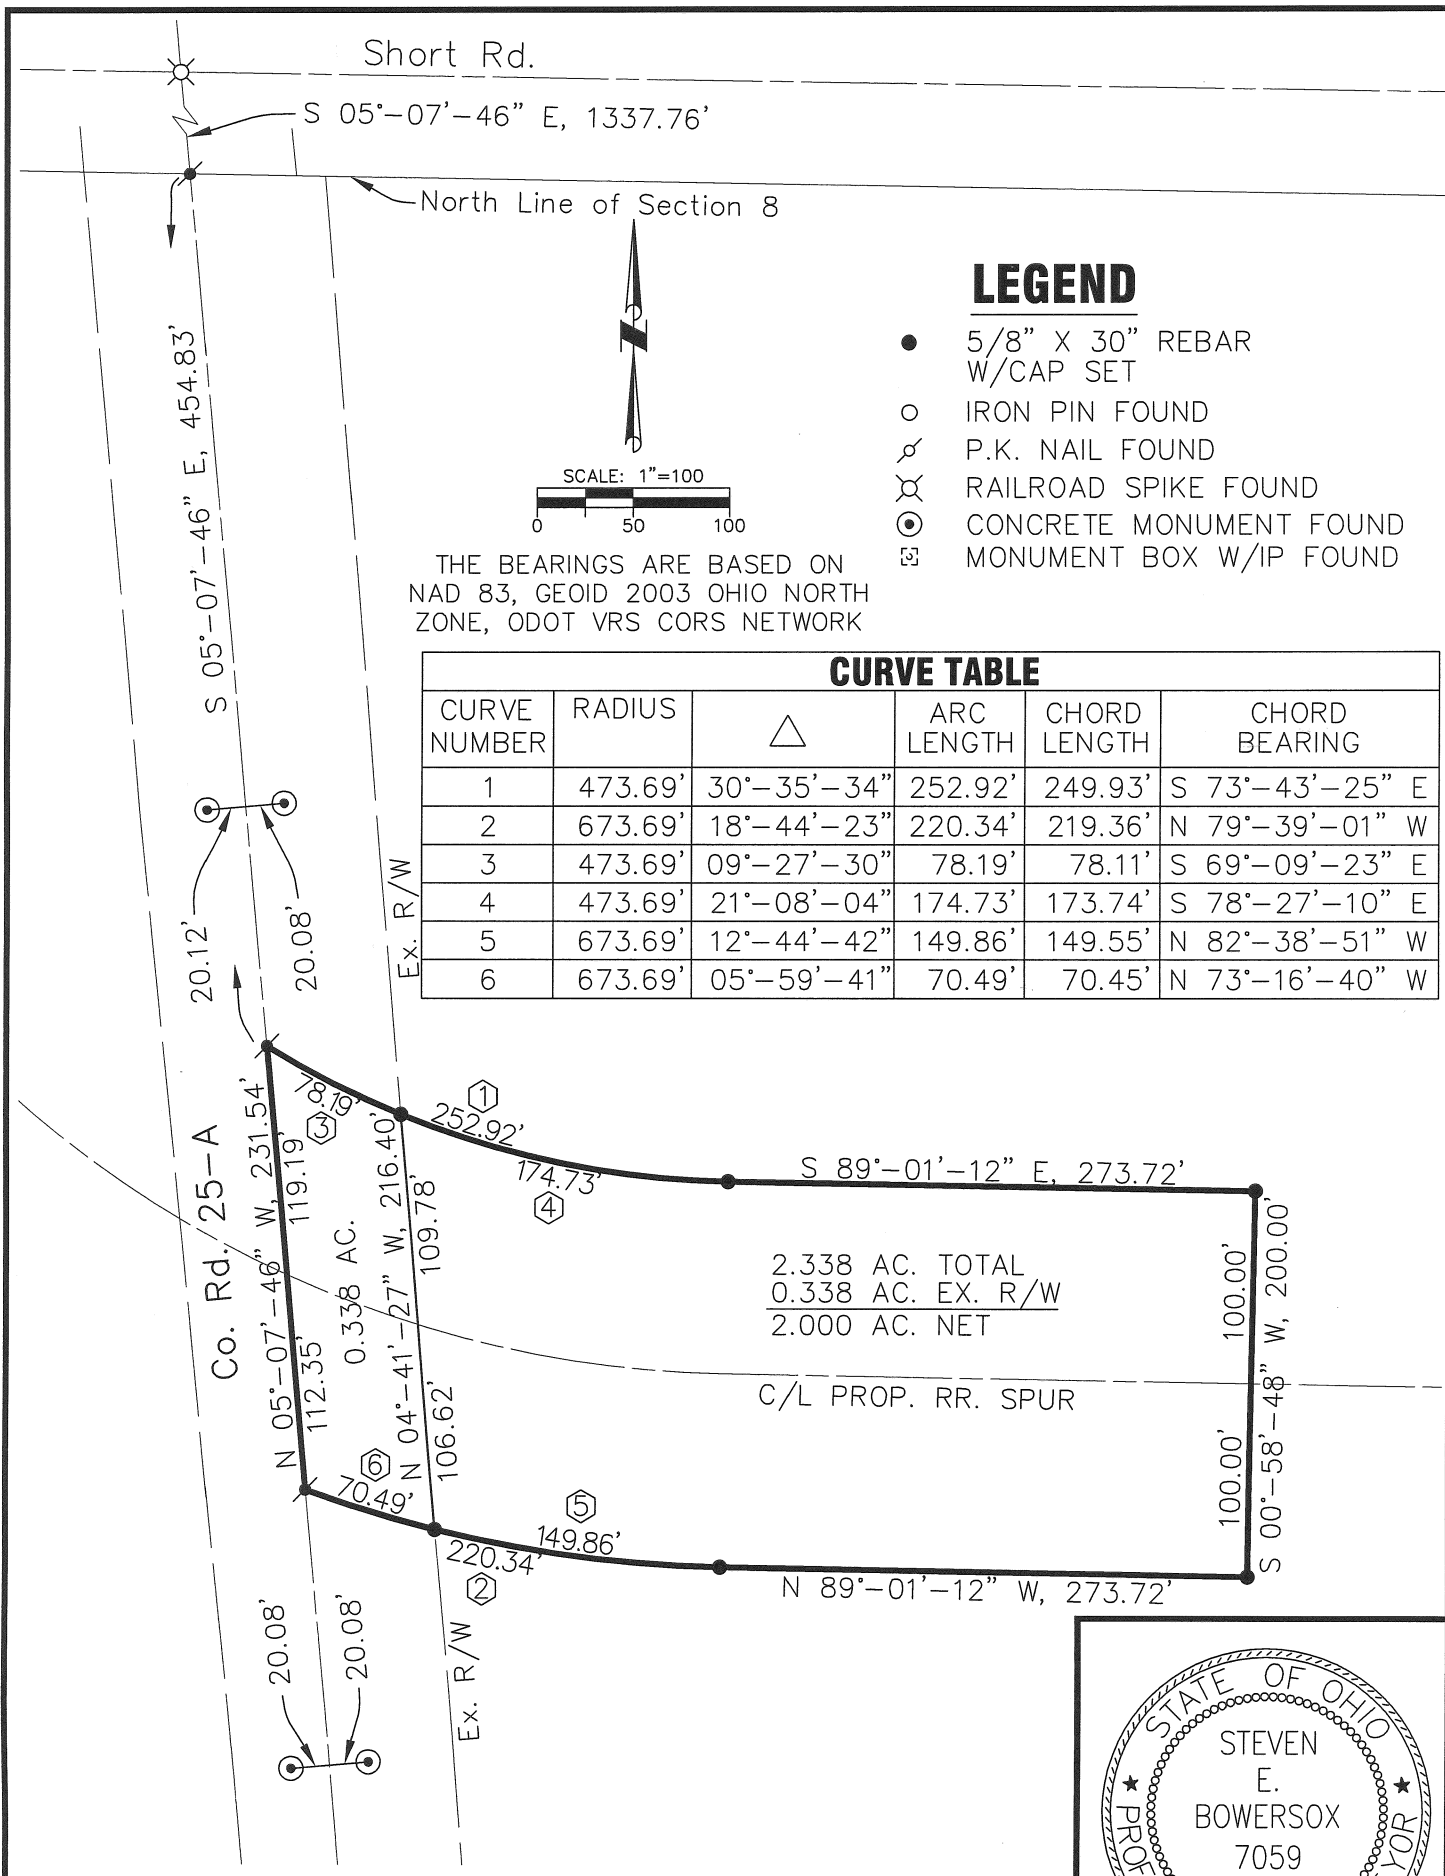 Short Rd.
S 05°-07'-46" E, 1337.76'
North Line of Section 8
S 05°-07'-46" E, 454.83'
SCALE: 1"=100
0 50 100
THE BEARINGS ARE BASED ON
NAD 83, GEOID 2003 OHIO NORTH
ZONE, ODOT VRS CORS NETWORK
LEGEND
5/8" X 30" REBAR
W/CAP SET
IRON PIN FOUND
P.K. NAIL FOUND
RAILROAD SPIKE FOUND
CONCRETE MONUMENT FOUND
MONUMENT BOX W/IP FOUND
CURVE TABLE
CURVE NUMBER RADIUS △ ARC LENGTH CHORD LENGTH CHORD BEARING
1 473.69' 30°-35'-34" 252.92' 249.93' S 73°-43'-25" E
2 673.69' 18°-44'-23" 220.34' 219.36' N 79°-39'-01" W
3 473.69' 09°-27'-30" 78.19' 78.11' S 69°-09'-23" E
4 473.69' 21°-08'-04" 174.73' 173.74' S 78°-27'-10" E
5 673.69' 12°-44'-42" 149.86' 149.55' N 82°-38'-51" W
6 673.69' 05°-59'-41" 70.49' 70.45' N 73°-16'-40" W
20.12'
20.08'
Ex. R/W
Co. Rd. 25-A
N 05°-07'-46" W, 231.54'
119.19'
112.35'
0.338 AC.
78.19'
3
N 04°-41'-27" W, 216.40'
109.78'
106.62'
1
252.92'
174.73'
4
S 89°-01'-12" E, 273.72'
2.338 AC. TOTAL
0.338 AC. EX. R/W
2.000 AC. NET
C/L PROP. RR. SPUR
100.00'
100.00'
S 00°-58'-48" W, 200.00'
6
70.49'
5
149.86'
220.34'
2
N 89°-01'-12" W, 273.72'
20.08'
20.08'
Ex. R/W
STATE OF OHIO
STEVEN
E.
BOWERSOX
7059
★ PROF
YOR ★